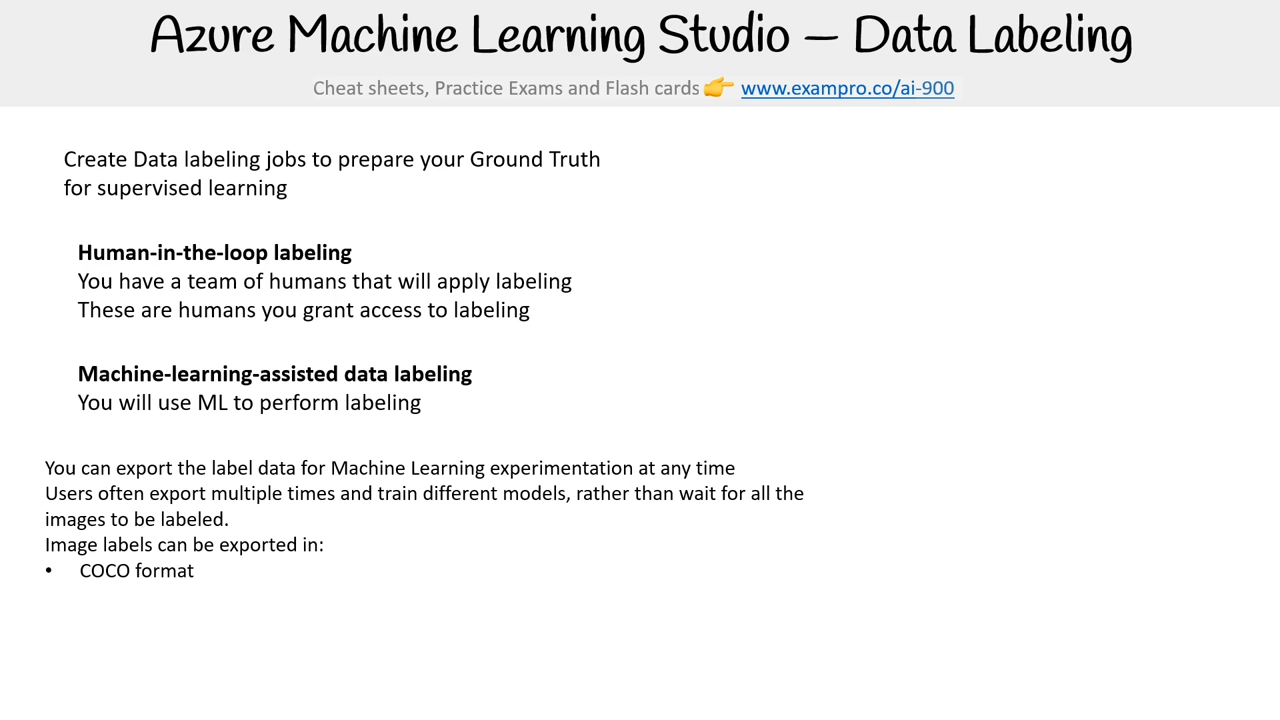 Azure Machine Learning Studio — Data Labeling
Cheat sheets, Practice Exams and Flash cards 👉 www.exampro.co/ai-900
Create Data labeling jobs to prepare your Ground Truth
for supervised learning
Human-in-the-loop labeling
You have a team of humans that will apply labeling
These are humans you grant access to labeling
Machine-learning-assisted data labeling
You will use ML to perform labeling
You can export the label data for Machine Learning experimentation at any time
Users often export multiple times and train different models, rather than wait for all the
images to be labeled.
Image labels can be exported in:
• COCO format